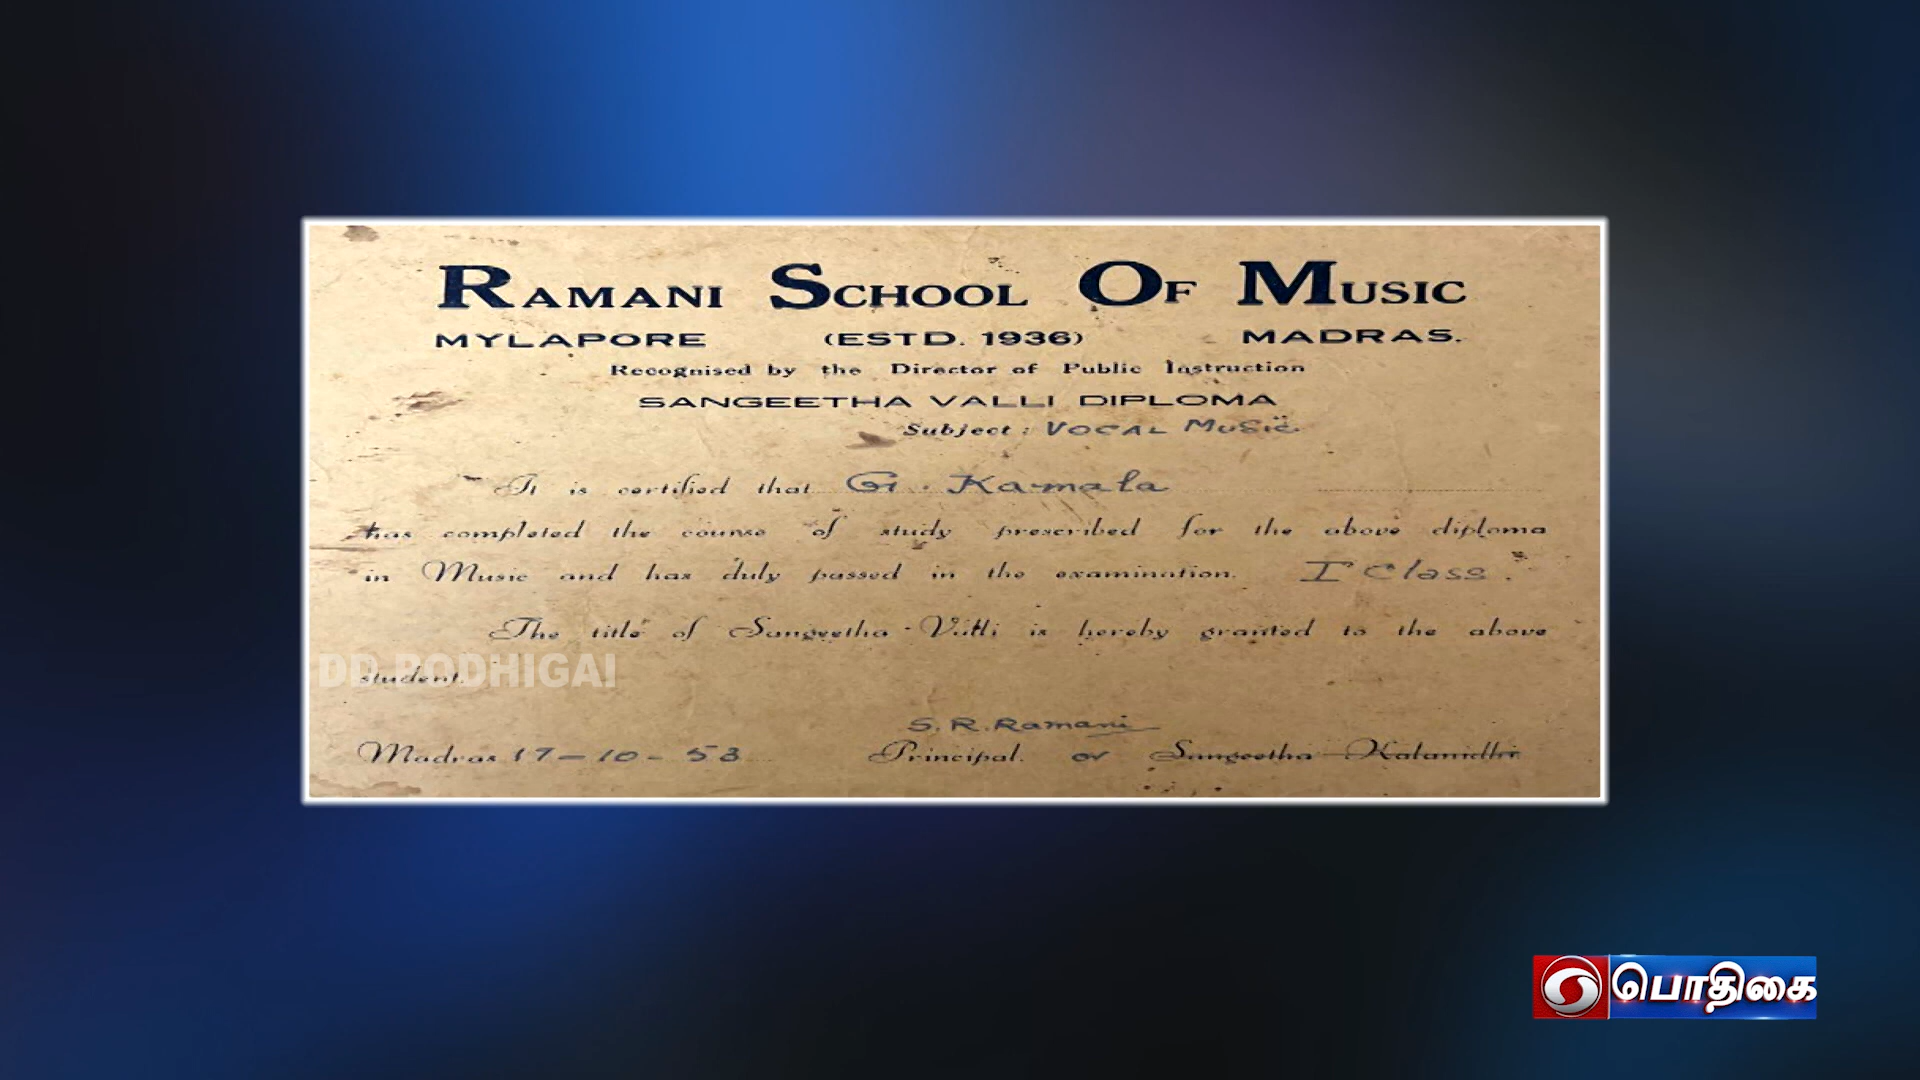 RAMANI SCHOOL OF MUSIC
MYLAPORE (ESTD. 1936) MADRAS.
Recognised by the Director of Public Instruction
SANGEETHA VALLI DIPLOMA
Subject: VOCAL MUSIC.
It is certified that G. Kamala
has completed the course of study prescribed for the above diploma
in Music and has duly passed in the examination. I Class.
The title of Sangeetha-Valli is hereby granted to the above
DD PODHIGAI
student.
S. R. Ramani
Madras 17-10-53 Principal. or Sangeetha Kalanidhi
பொதிகை